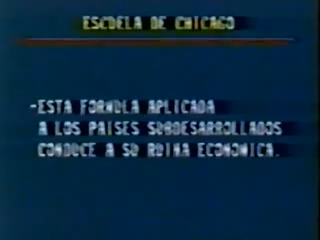 ESCUELA DE CHICAGO
-ESTA FORMULA APLICADA
A LOS PAISES SUBDESARROLLADOS
CONDUCE A SU RUINA ECONOMICA.